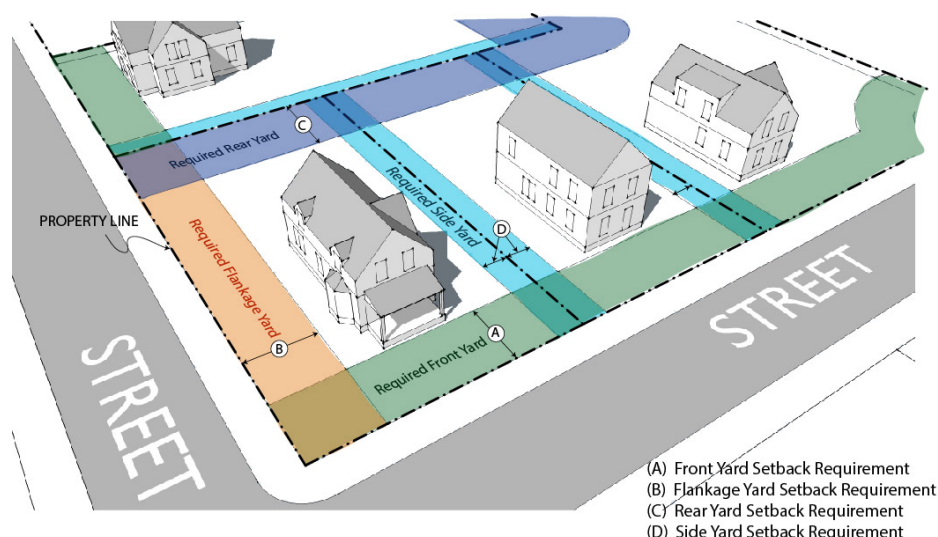 Required Rear Yard
C
PROPERTY LINE
Required Flankage Yard
Required Side Yard
D
B
A
Required Front Yard
STREET
STREET
(A) Front Yard Setback Requirement
(B) Flankage Yard Setback Requirement
(C) Rear Yard Setback Requirement
(D) Side Yard Setback Requirement